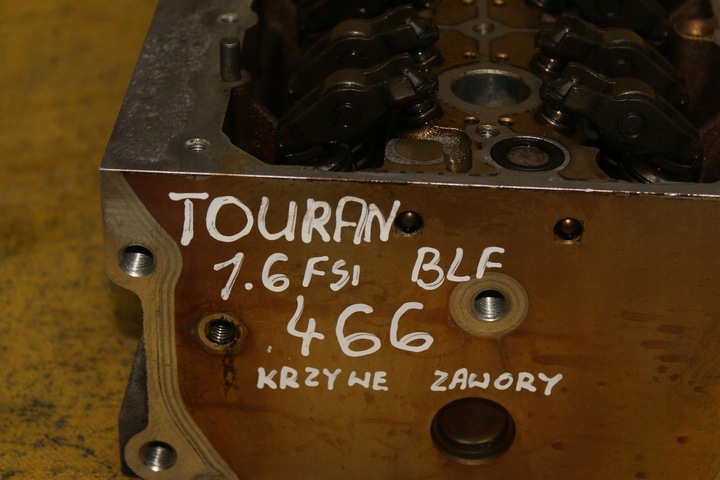 TOURAN
1.6 FSI BLF
466
KRZYWE ZAWORY